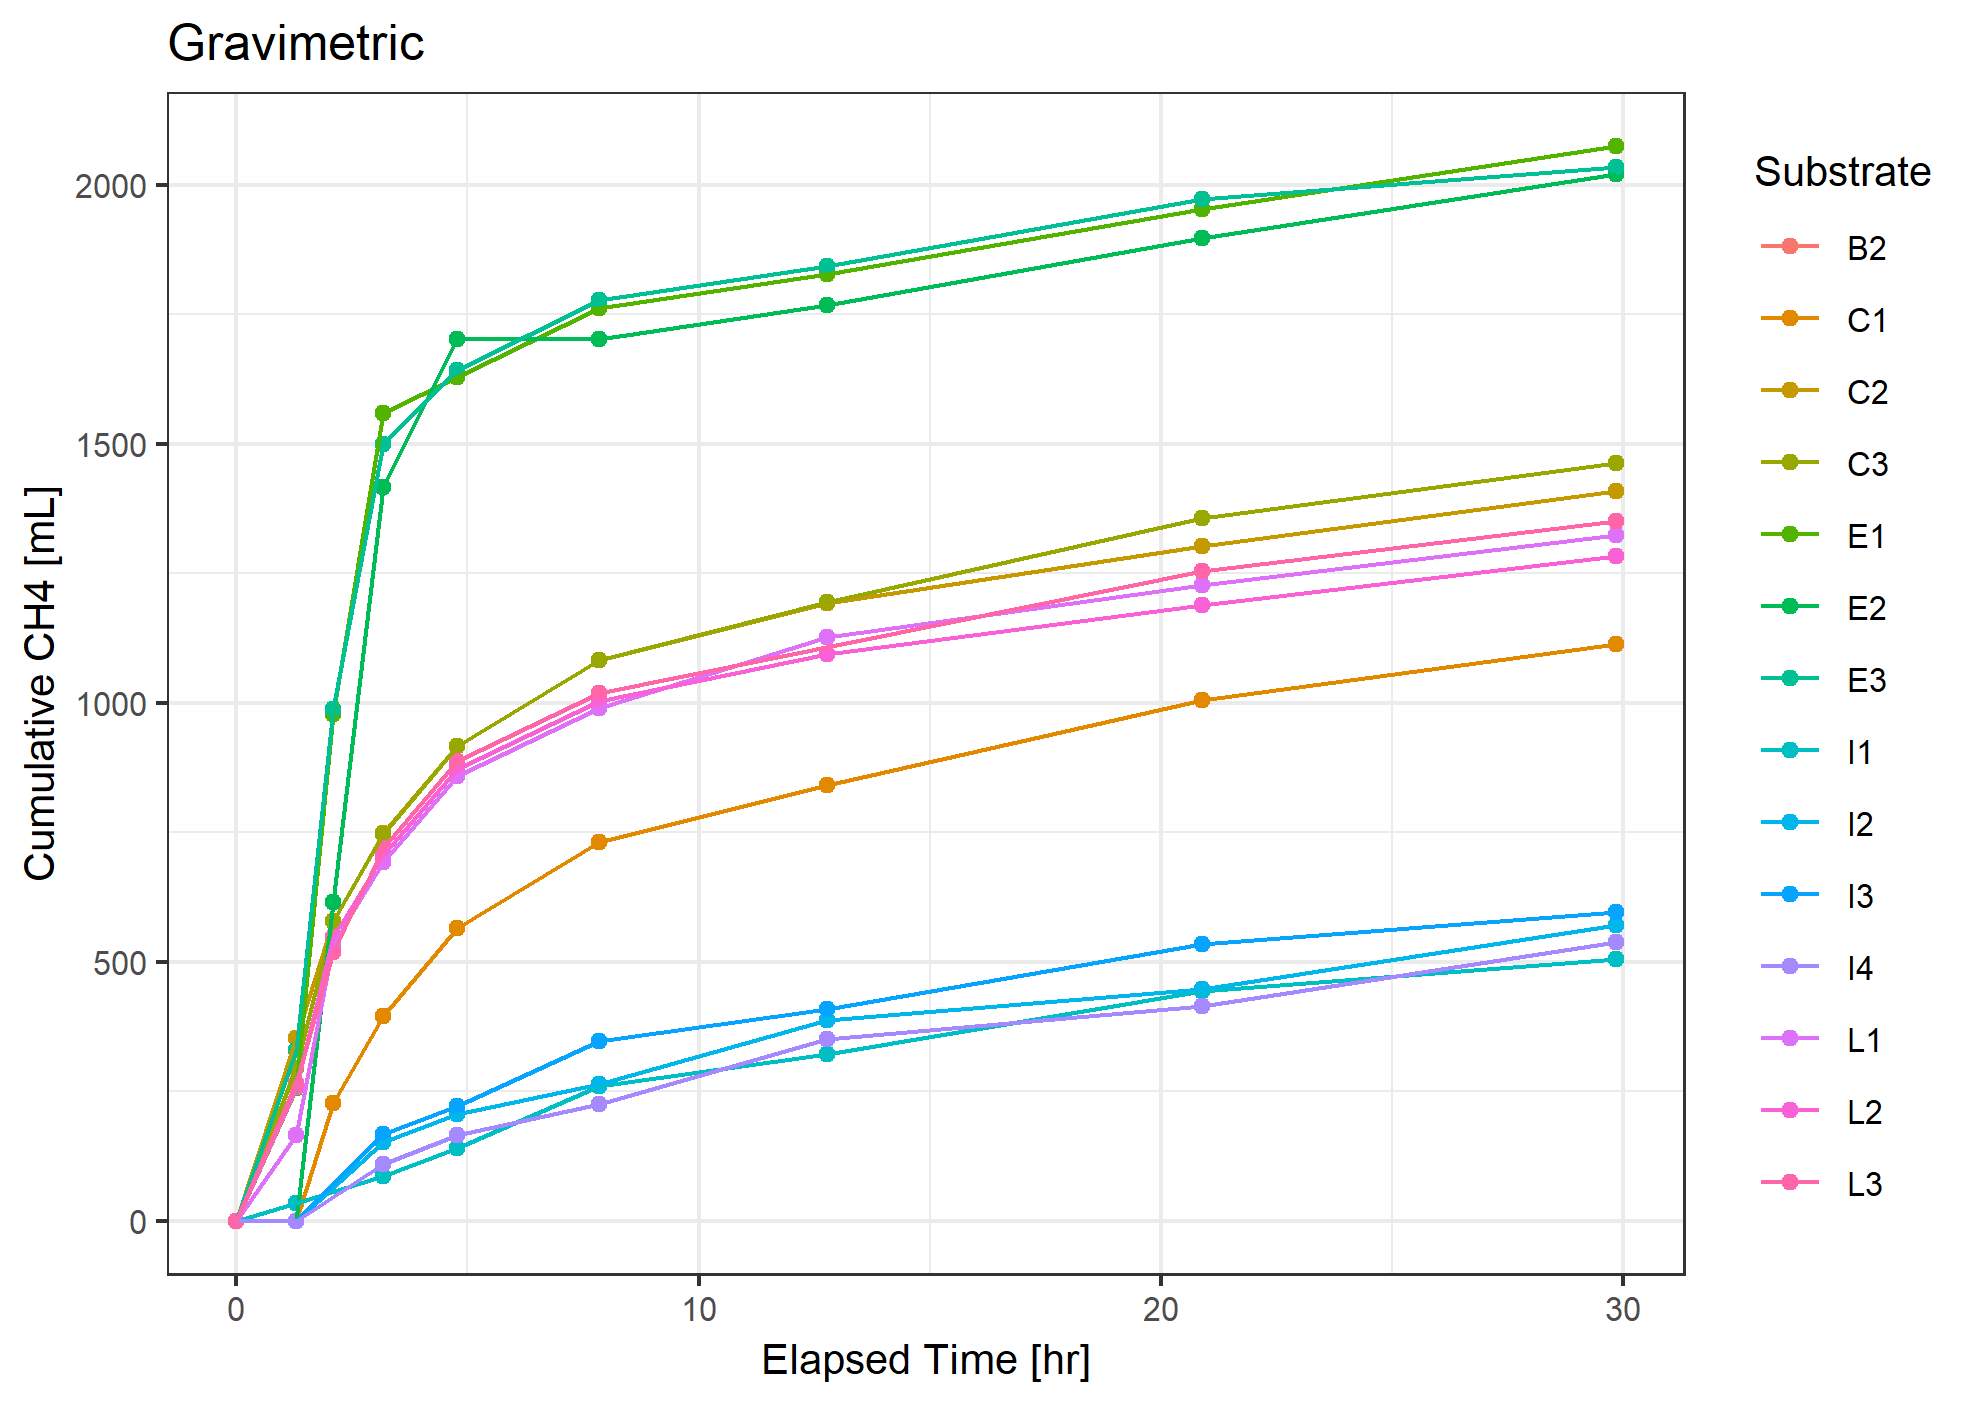 Gravimetric
Cumulative CH4 [mL]
2000
1500
1000
500
0
0 10 20 30
Elapsed Time [hr]
Substrate
B2
C1
C2
C3
E1
E2
E3
I1
I2
I3
I4
L1
L2
L3